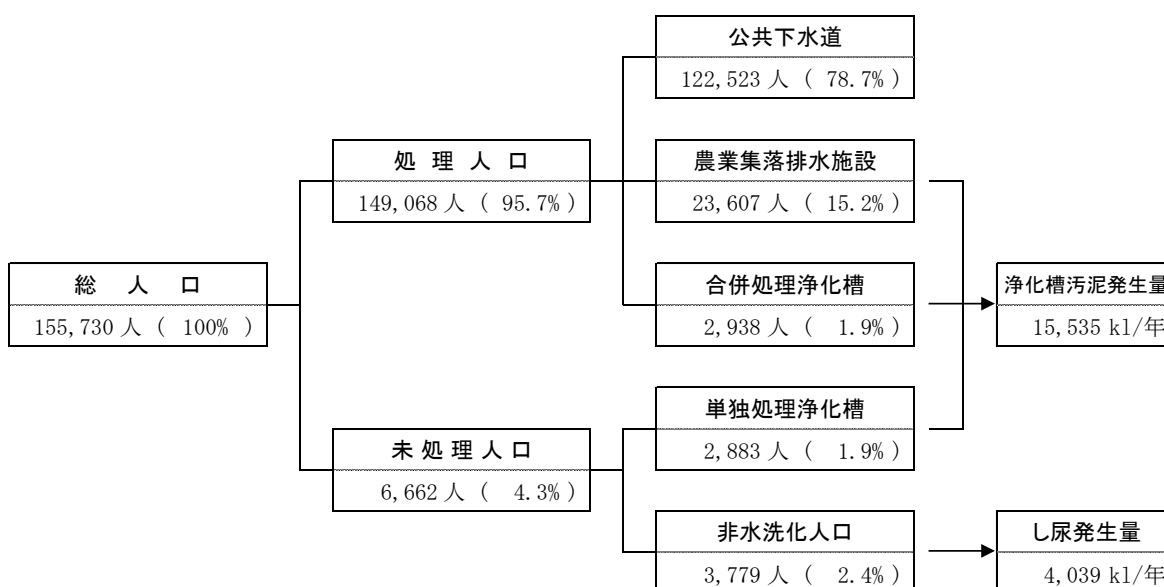 公共下水道
122,523 人 ( 78.7% )
処 理 人 口
149,068 人 ( 95.7% )
農業集落排水施設
23,607 人 ( 15.2% )
総 人 口
155,730 人 ( 100% )
合併処理浄化槽
2,938 人 ( 1.9% )
浄化槽汚泥発生量
15,535 kl/年
単独処理浄化槽
2,883 人 ( 1.9% )
未 処 理 人 口
6,662 人 ( 4.3% )
非水洗化人口
3,779 人 ( 2.4% )
し尿発生量
4,039 kl/年